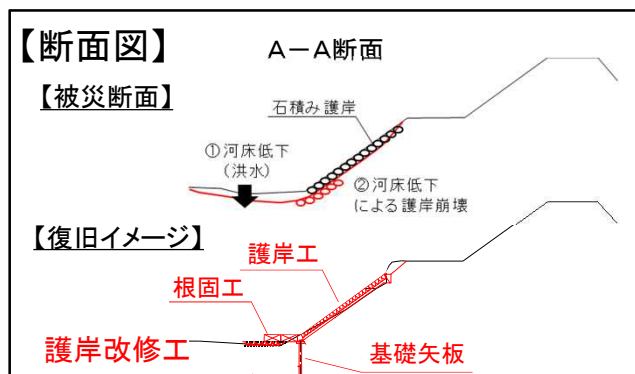 【断面図】
A－A断面
【被災断面】
石積み護岸
①河床低下
(洪水)
②河床低下
による護岸崩壊
【復旧イメージ】
護岸工
根固工
護岸改修工
基礎矢板